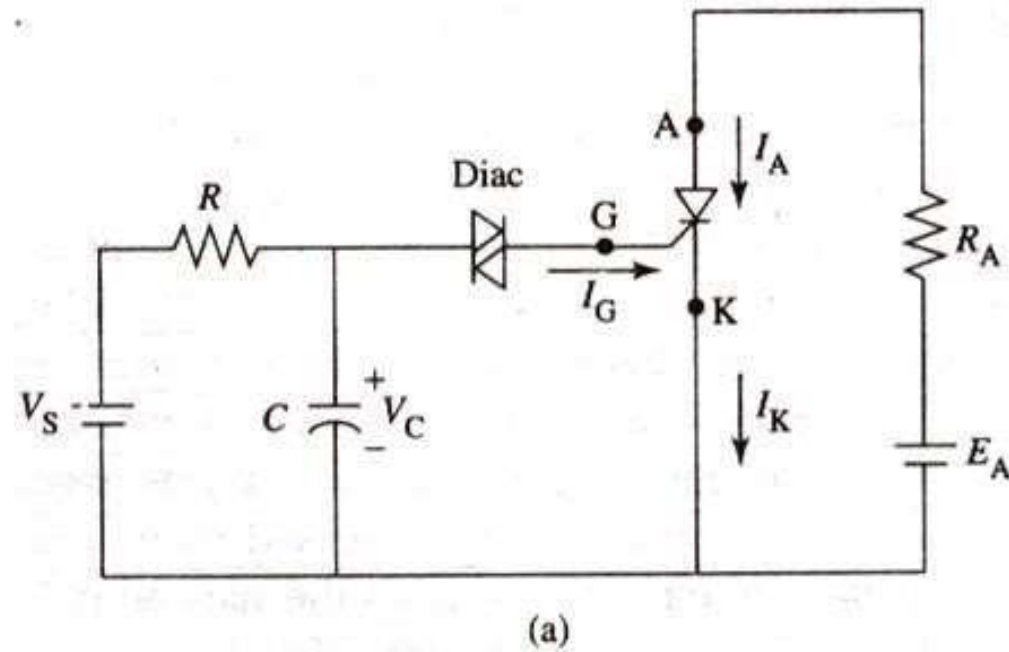 A
I_A
Diac
R
G
R_A
I_G
K
V_S
C
+
V_C
−
I_K
E_A
(a)